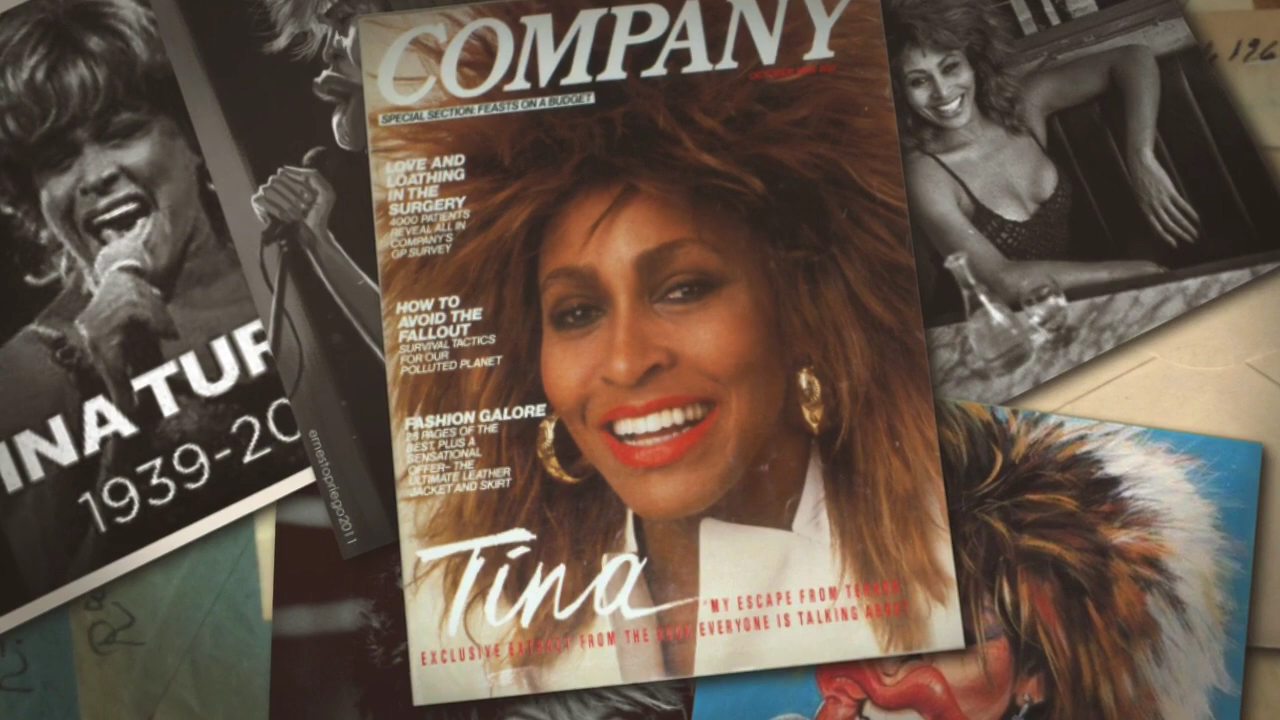 COMPANY
SPECIAL SECTION: FEASTS ON A BUDGET
LOVE AND
LOATHING
IN THE
SURGERY
4000 PATIENTS
REVEAL ALL IN
COMPANY'S
GP SURVEY
HOW TO
AVOID THE
FALLOUT
SURVIVAL TACTICS
FOR OUR
POLLUTED PLANET
FASHION GALORE
PAGES OF THE
BEST, PLUS A
SENSATIONAL
OFFER– THE
ULTIMATE LEATHER
JACKET AND SKIRT
Tina
'MY ESCAPE FROM TERROR
EXCLUSIVE EXTRACT FROM THE BOOK EVERYONE IS TALKING ABOUT
INA TUR
1939-20
ernestopriego2011
, 196